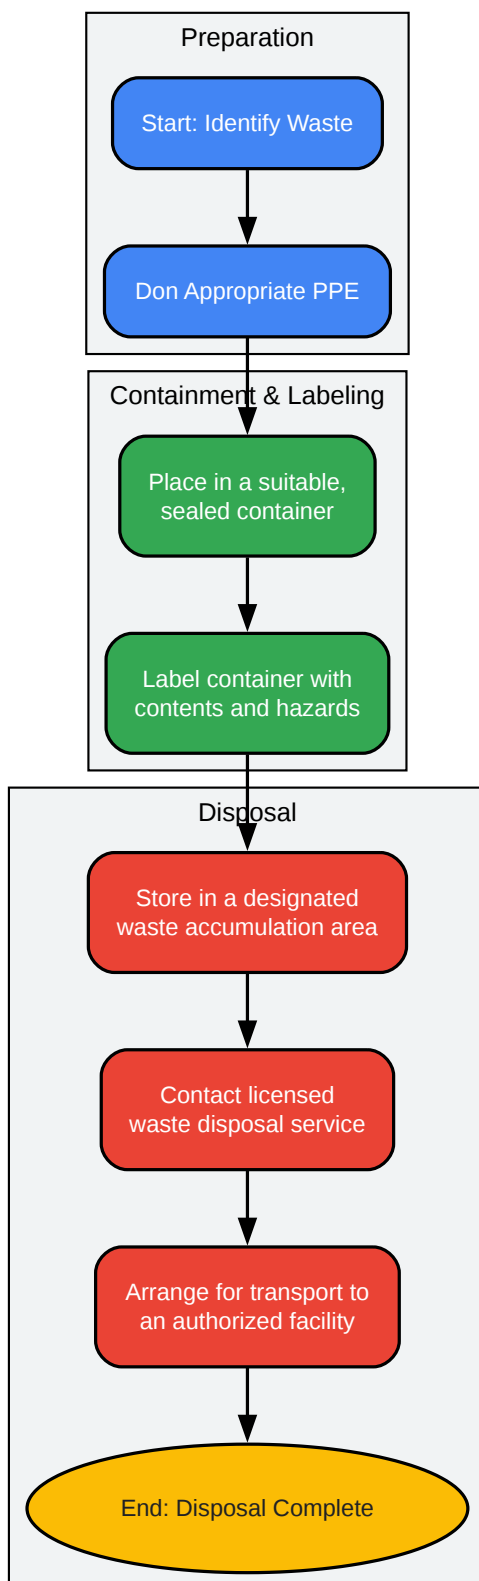 Preparation
Start: Identify Waste
Don Appropriate PPE
Containment & Labeling
Place in a suitable,
sealed container
Label container with
contents and hazards
Disposal
Store in a designated
waste accumulation area
Contact licensed
waste disposal service
Arrange for transport to
an authorized facility
End: Disposal Complete